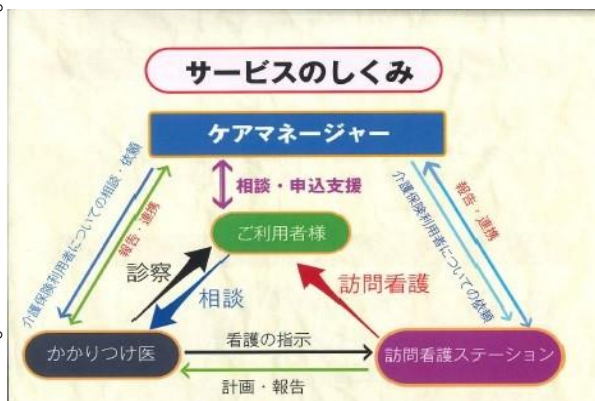 サービスのしくみ
ケアマネージャー
介護保険利用者についての相談・依頼
報告・連携
相談・申込支援
報告・連携
介護保険利用者についての依頼
ご利用者様
診察
相談
訪問看護
かかりつけ医
看護の指示
訪問看護ステーション
計画・報告